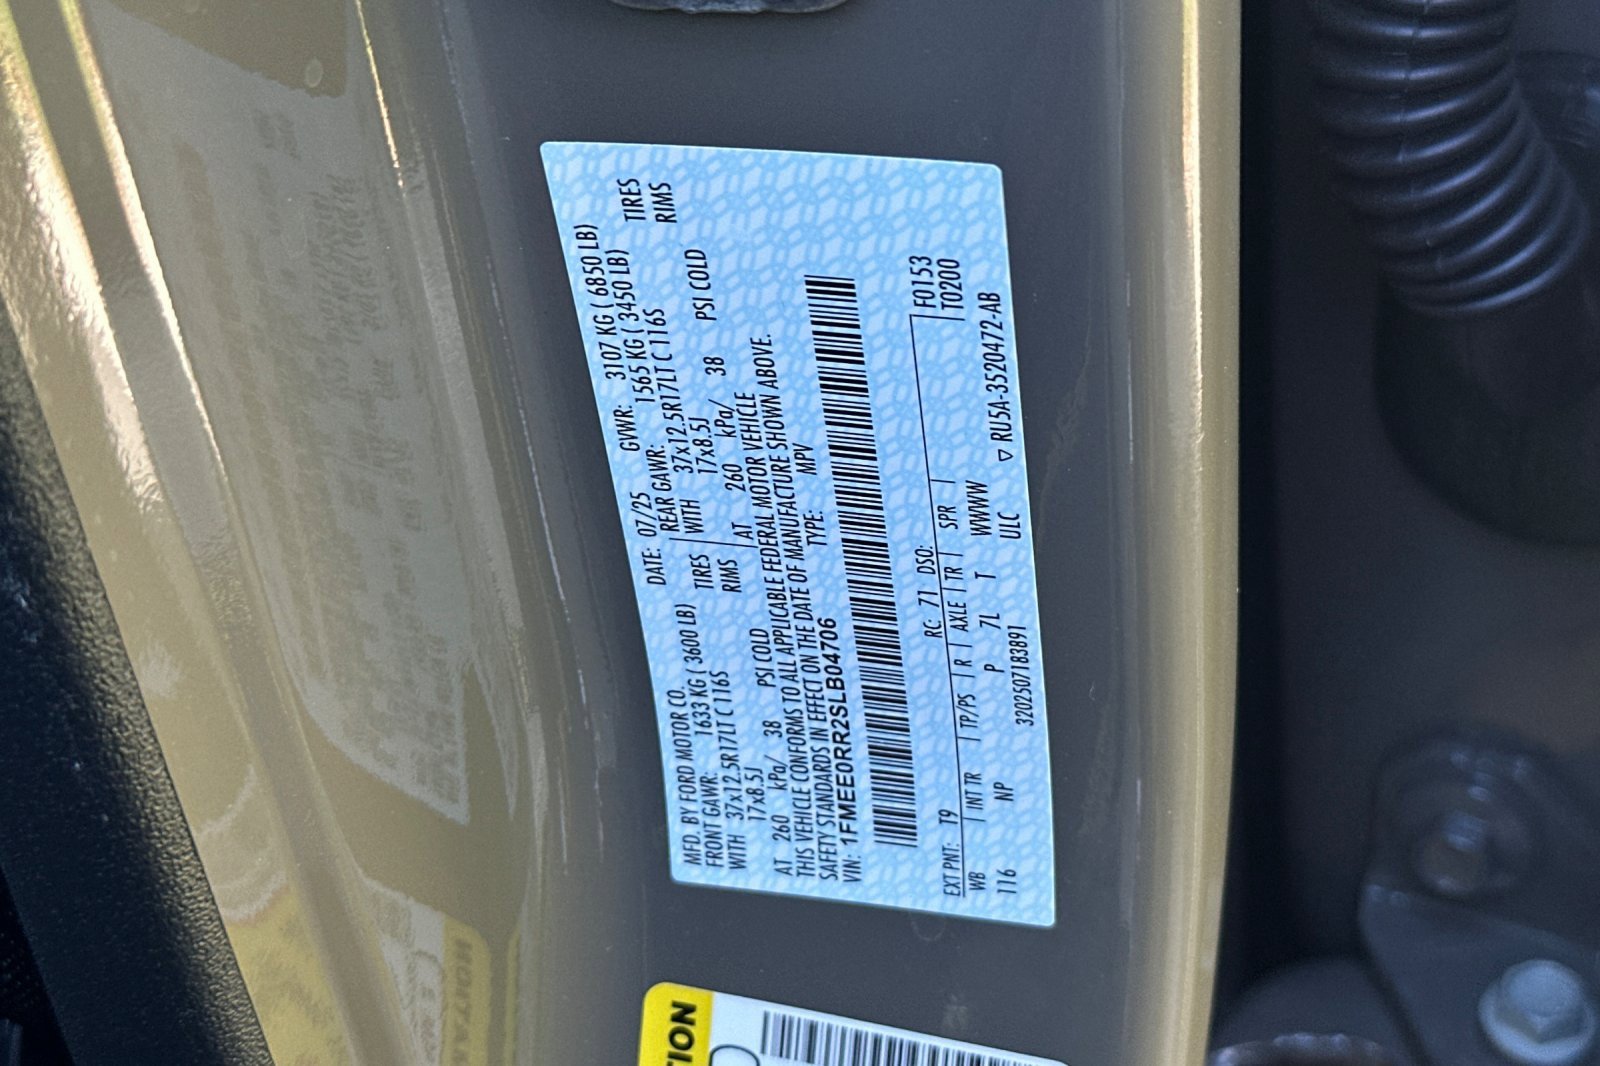 MFD. BY FORD MOTOR CO. DATE: 07/25 GVWR: 3107 KG ( 6850 LB)
FRONT GAWR: 1633 KG ( 3600 LB) REAR GAWR: 1565 KG ( 3450 LB)
WITH 37x12.5R17LT C 116S TIRES WITH 37x12.5R17LT C 116S TIRES
17x8.5J RIMS 17x8.5J RIMS
AT 260 kPa/ 38 PSI COLD AT 260 kPa/ 38 PSI COLD
THIS VEHICLE CONFORMS TO ALL APPLICABLE FEDERAL MOTOR VEHICLE
SAFETY STANDARDS IN EFFECT ON THE DATE OF MANUFACTURE SHOWN ABOVE.
VIN: 1FMEE0RR2SLB04706 TYPE: MPV
F0153
EXT PNT: T9 RC: 71 DSO: T0200
WB INT TR TP/PS R AXLE TR SPR
116 NP P 7L T WWWW
3202507183891 ULC ▽ RU5A-3520472-AB
TION